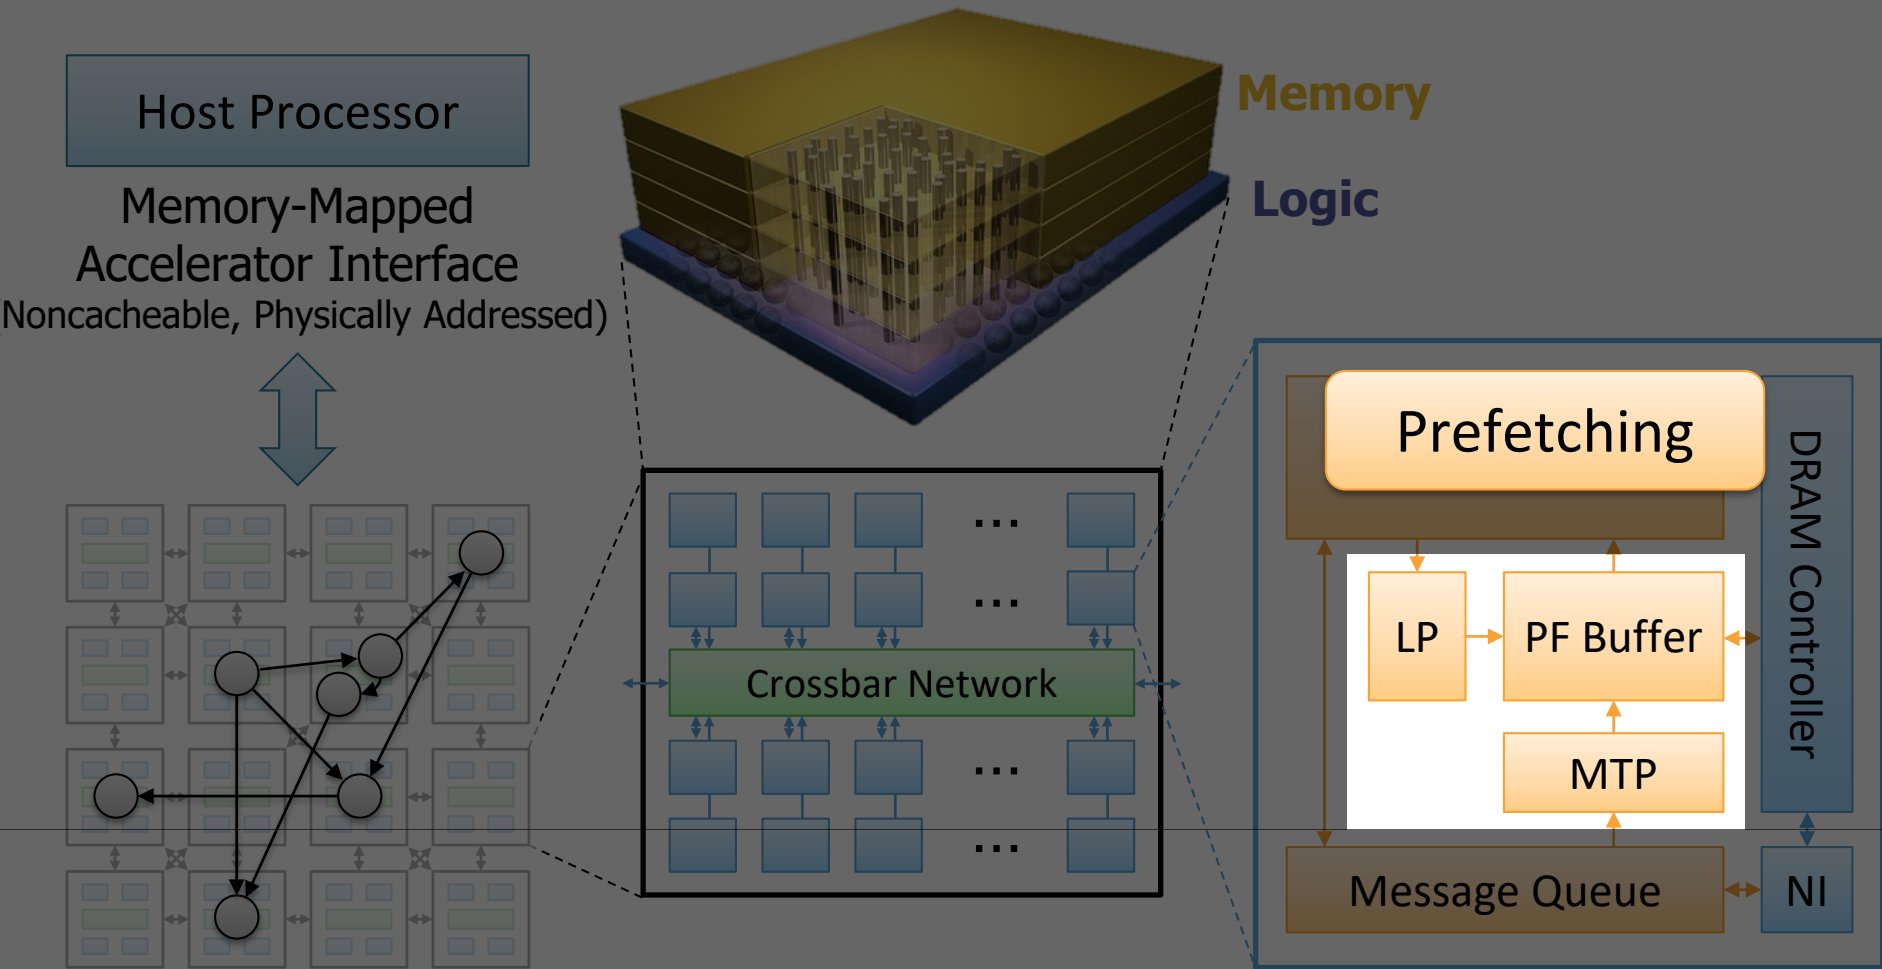 Host Processor
Memory-Mapped
Accelerator Interface
(Noncacheable, Physically Addressed)
Memory
Logic
...
...
Crossbar Network
...
...
Prefetching
DRAM Controller
LP
PF Buffer
MTP
Message Queue
NI